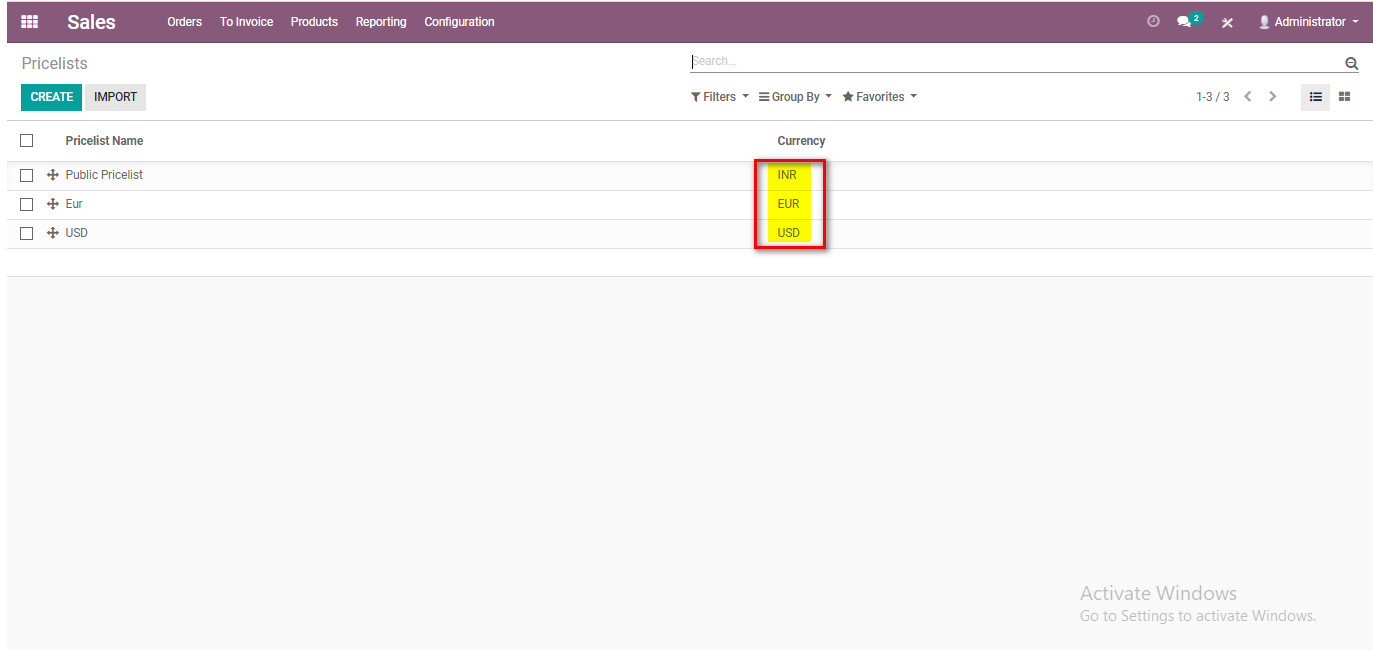 Sales Orders To Invoice Products Reporting Configuration 2 Administrator
Pricelists Search...
CREATE IMPORT Filters Group By Favorites 1-3 / 3
Pricelist Name Currency
Public Pricelist INR
Eur EUR
USD USD
Activate Windows
Go to Settings to activate Windows.